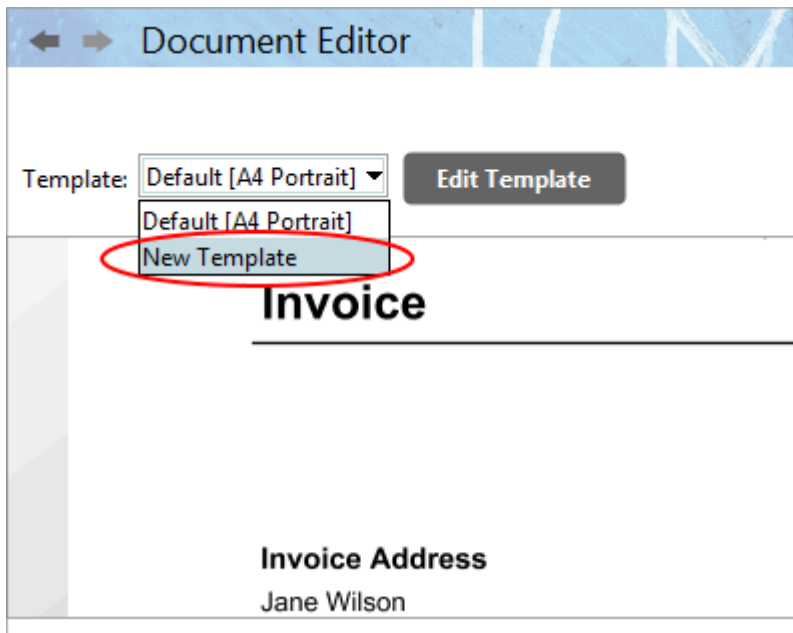 Document Editor
Template: Default [A4 Portrait] Edit Template
Default [A4 Portrait]
New Template
Invoice
Invoice Address
Jane Wilson